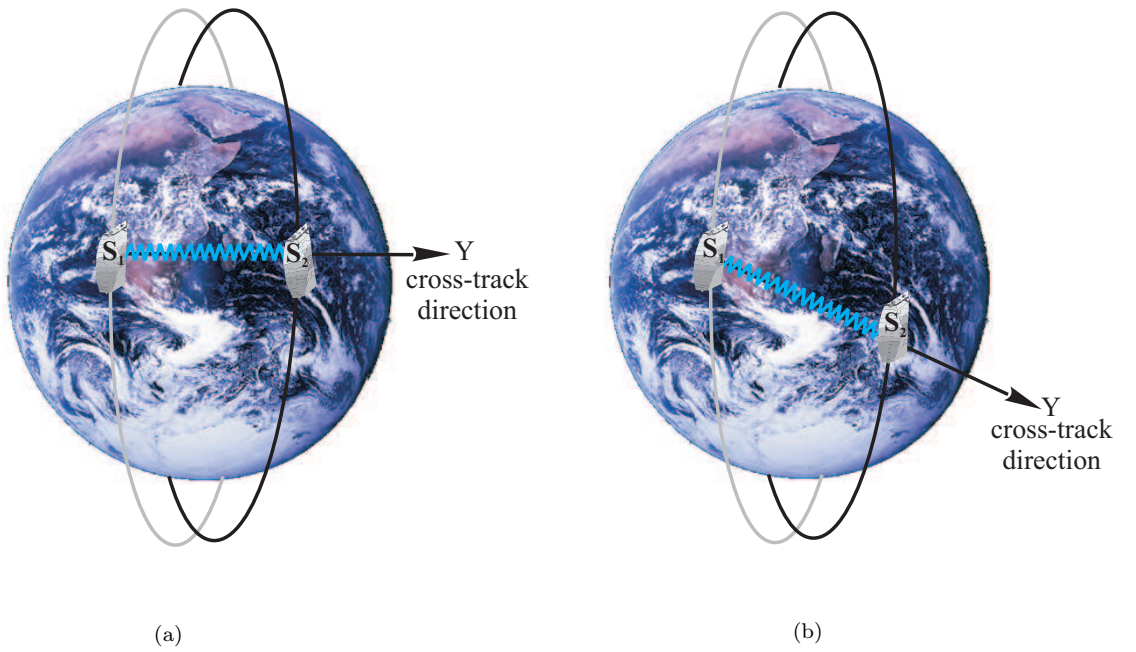 S1
S2
Y
cross-track
direction
S1
S2
Y
cross-track
direction
(a)
(b)